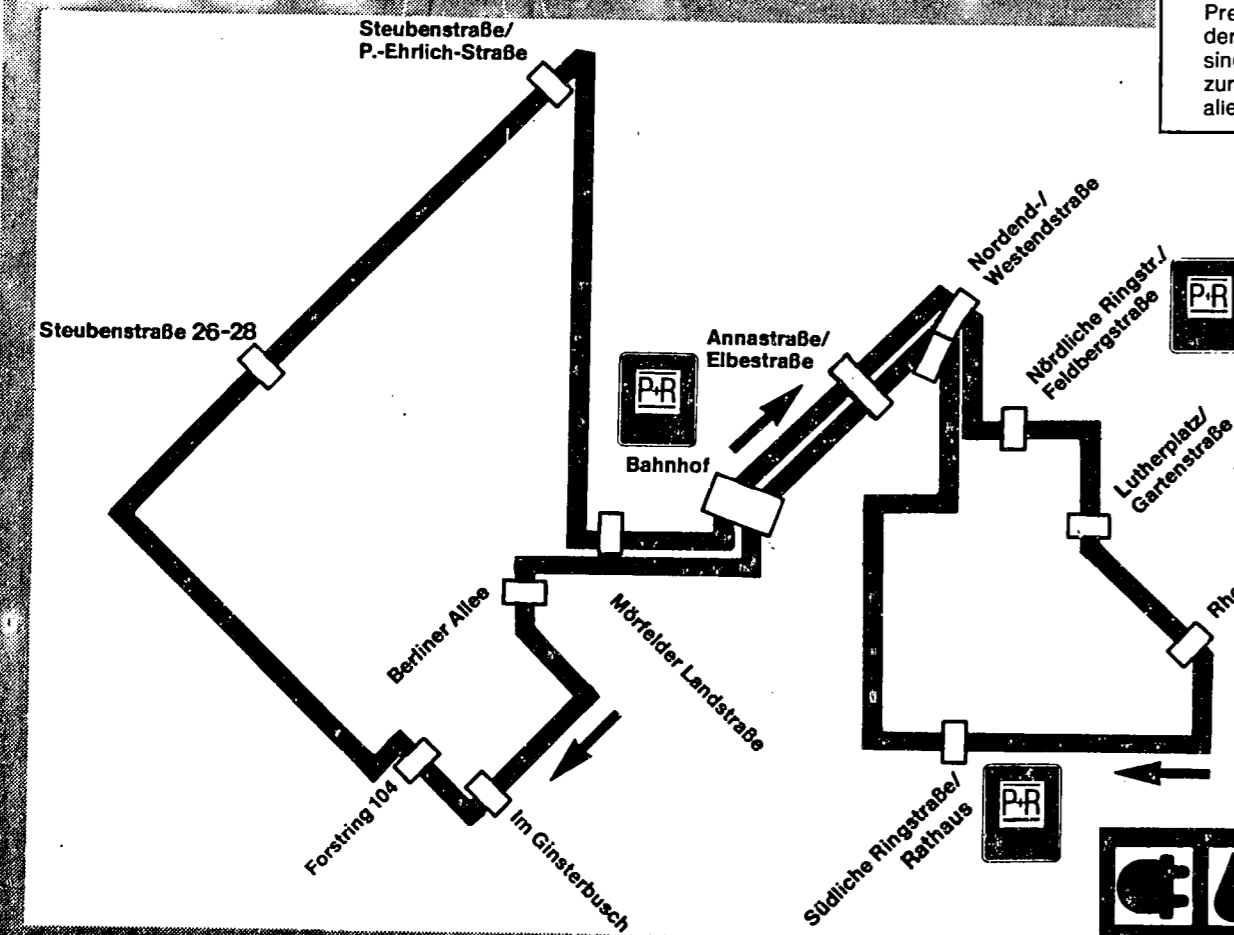 Steubenstraße/
P.-Ehrlich-Straße
Nordend-/
Westendstraße
Nördliche Ringstr./
Feldbergstraße
P+R
Steubenstraße 26-28
Annastraße/
Elbestraße
P+R
Bahnhof
Lutherplatz/
Gartenstraße
Berliner Allee
Mörfelder Landstraße
Forstring 104
Im Ginsterbusch
Südliche Ringstraße/
Rathaus
P+R